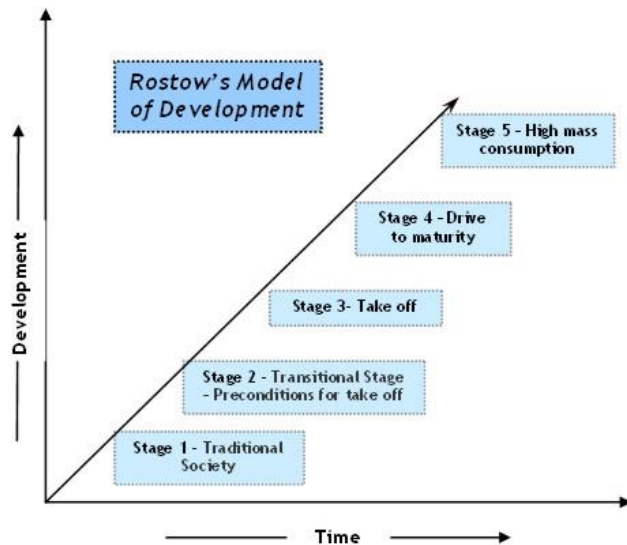 Rostow's Model
of Development
Stage 5 - High mass
consumption
Stage 4 - Drive
to maturity
Stage 3- Take off
Stage 2 - Transitional Stage
- Preconditions for take off
Stage 1 - Traditional
Society
Development
Time